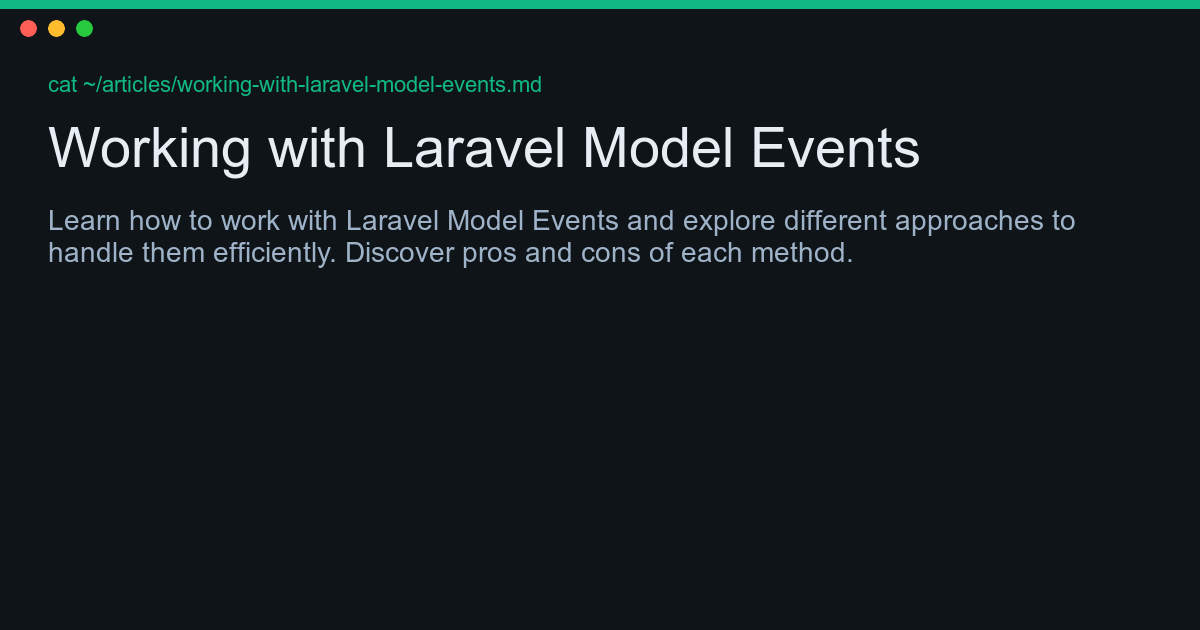 cat ~/articles/working-with-laravel-model-events.md
Working with Laravel Model Events
Learn how to work with Laravel Model Events and explore different approaches to
handle them efficiently. Discover pros and cons of each method.